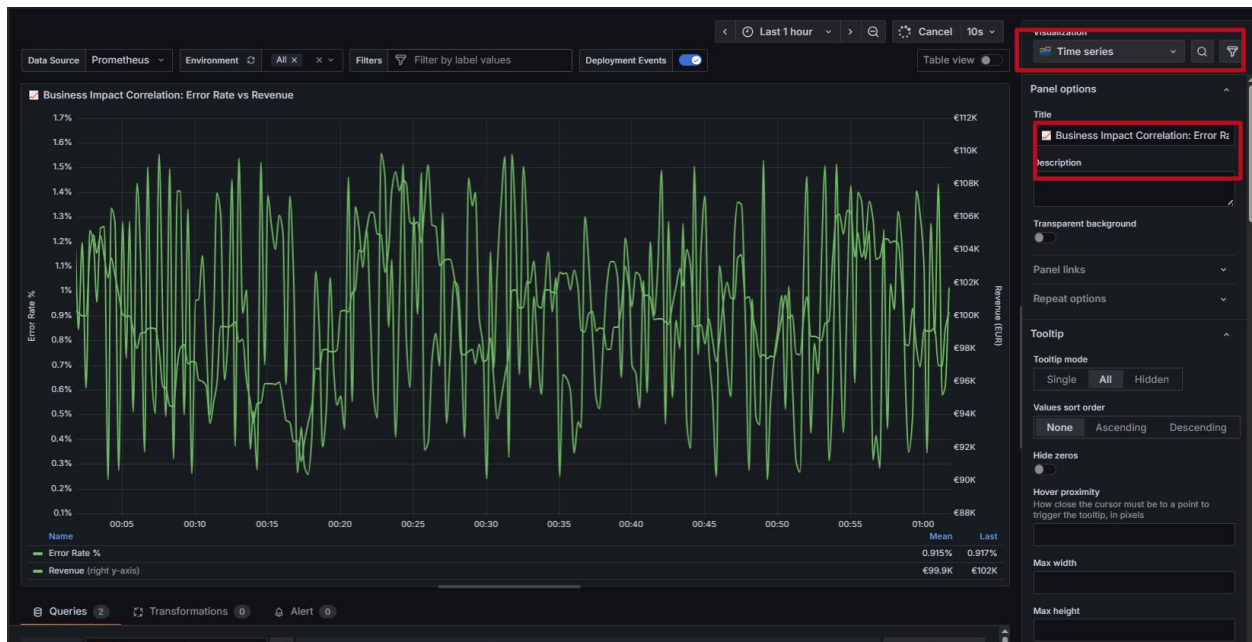 Last 1 hour
Cancel
10s
Data Source
Prometheus
Environment
All ×
×
Filters
Filter by label values
Deployment Events
Table view
Business Impact Correlation: Error Rate vs Revenue
1.7%
1.6%
1.5%
1.4%
1.3%
1.2%
1.1%
1%
0.9%
0.8%
0.7%
0.6%
0.5%
0.4%
0.3%
0.2%
0.1%
Error Rate %
€112K
€110K
€108K
€106K
€104K
€102K
€100K
€98K
€96K
€94K
€92K
€90K
€88K
Revenue (EUR)
00:05 00:10 00:15 00:20 00:25 00:30 00:35 00:40 00:45 00:50 00:55 01:00
Name Mean Last
Error Rate % 0.915% 0.917%
Revenue (right y-axis) €99.9K €102K
Queries 2
Transformations 0
Alert 0
Visualization
Time series
Panel options
Title
Business Impact Correlation: Error Ra
Description
Transparent background
Panel links
Repeat options
Tooltip
Tooltip mode
Single All Hidden
Values sort order
None Ascending Descending
Hide zeros
Hover proximity
How close the cursor must be to a point to
trigger the tooltip, in pixels
Max width
Max height